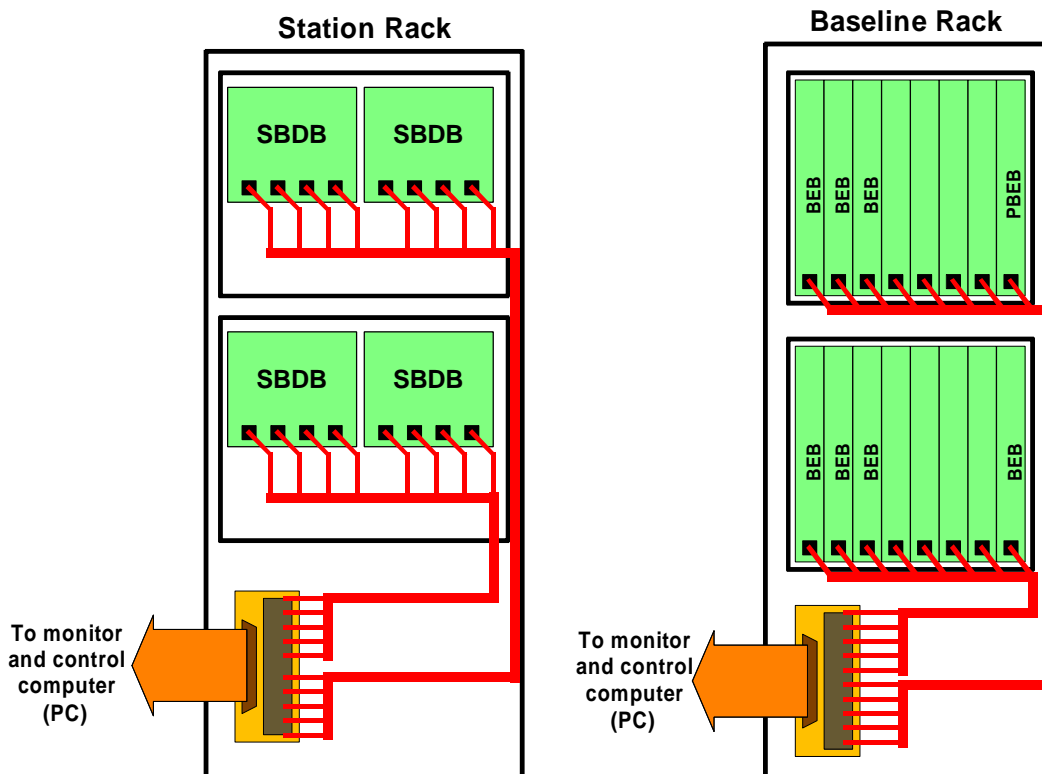 Station Rack
SBDB
SBDB
SBDB
SBDB
To monitor
and control
computer
(PC)
Baseline Rack
BEB
BEB
BEB
PBEB
BEB
BEB
BEB
BEB
To monitor
and control
computer
(PC)